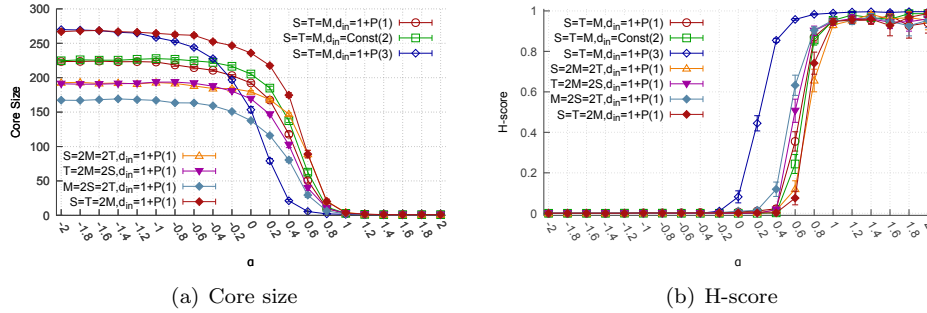 300
250
200
150
100
50
0
Core Size
S=T=M,d_in=1+P(1)
S=T=M,d_in=Const(2)
S=T=M,d_in=1+P(3)
S=2M=2T,d_in=1+P(1)
T=2M=2S,d_in=1+P(1)
M=2S=2T,d_in=1+P(1)
S=T=2M,d_in=1+P(1)
-2 -1.8 -1.6 -1.4 -1.2 -1 -0.8 -0.6 -0.4 -0.2 0 0.2 0.4 0.6 0.8 1 1.2 1.4 1.6 1.8 2
α
(a) Core size
1
0.8
0.6
0.4
0.2
0
H-score
S=T=M,d_in=1+P(1)
S=T=M,d_in=Const(2)
S=T=M,d_in=1+P(3)
S=2M=2T,d_in=1+P(1)
T=2M=2S,d_in=1+P(1)
M=2S=2T,d_in=1+P(1)
S=T=2M,d_in=1+P(1)
-2 -1.8 -1.6 -1.4 -1.2 -1 -0.8 -0.6 -0.4 -0.2 0 0.2 0.4 0.6 0.8 1 1.2 1.4 1.6 1.8 2
α
(b) H-score